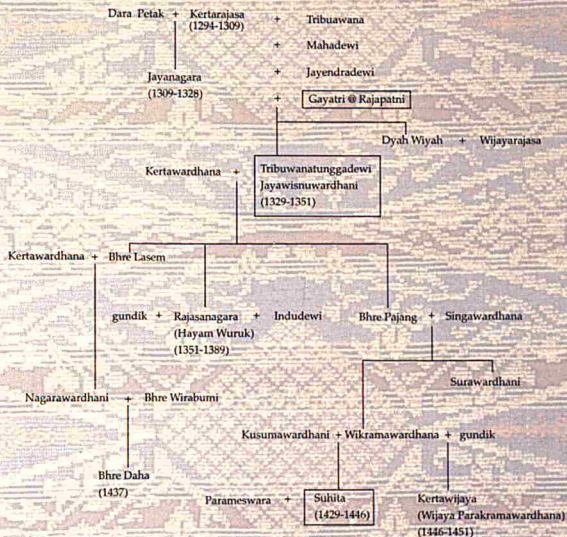 Dara Petak + Kertarajasa + Tribuawana
(1294-1309)
+ Mahadewi
Jayanagara + Jayendradewi
(1309-1328)
+ Gayatri @ Rajapatni
Dyah Wiyah + Wijayarajasa
Kertawardhana + Tribuwanatunggadewi
Jayawisnuwardhani
(1329-1351)
Kertawardhana + Bhre Lasem
gundik + Rajasanagara + Indudewi Bhre Pajang + Singawardhana
(Hayam Wuruk)
(1351-1389)
Surawardhani
Nagarawardhani + Bhre Wirabumi
Kusumawardhani + Wikramawardhana + gundik
Bhre Daha
(1437)
Parameswara + Suhita Kertawijaya
(1429-1446) (Wijaya Parakramawardhana)
(1446-1451)